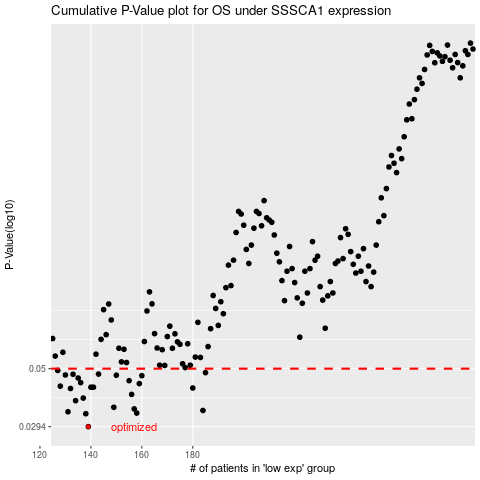 Cumulative P-Value plot for OS under SSSCA1 expression
P-Value(log10)
0.05
0.0294
optimized
120 140 160 180
# of patients in 'low exp' group